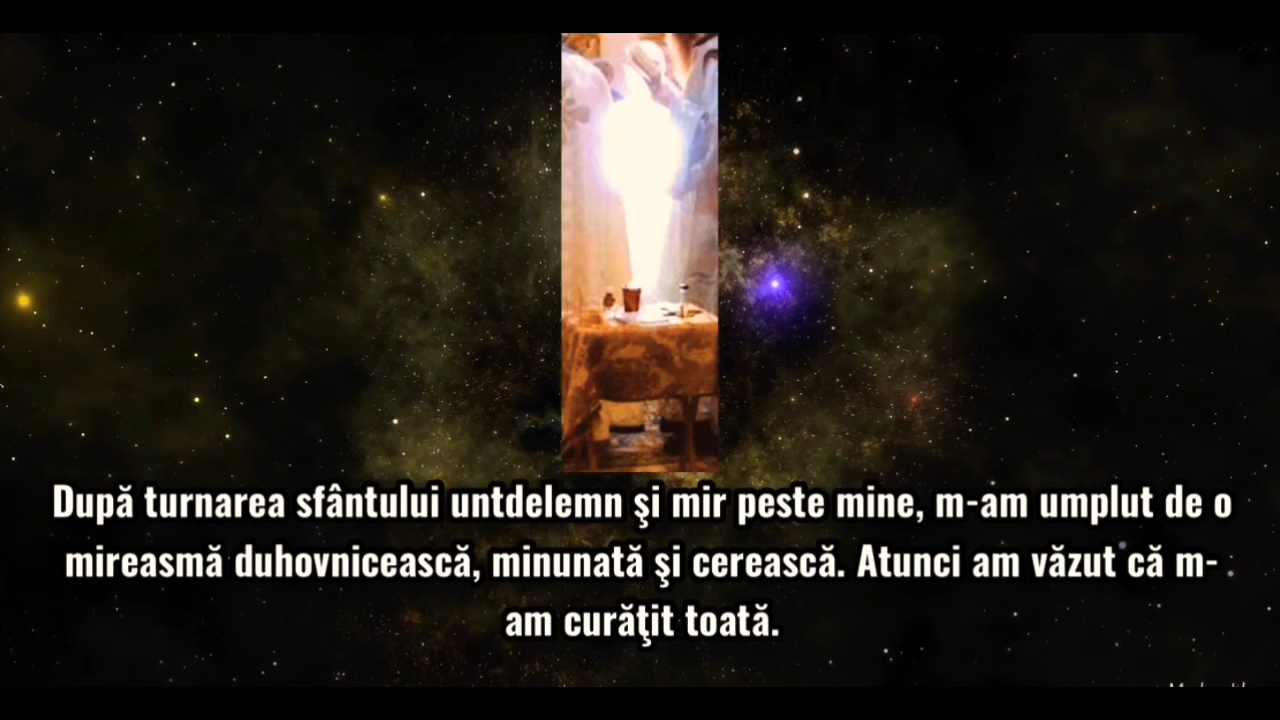 După turnarea sfântului untdelemn şi mir peste mine, m-am umplut de o
mireasmă duhovnicească, minunată şi cerească. Atunci am văzut că m-
am curăţit toată.